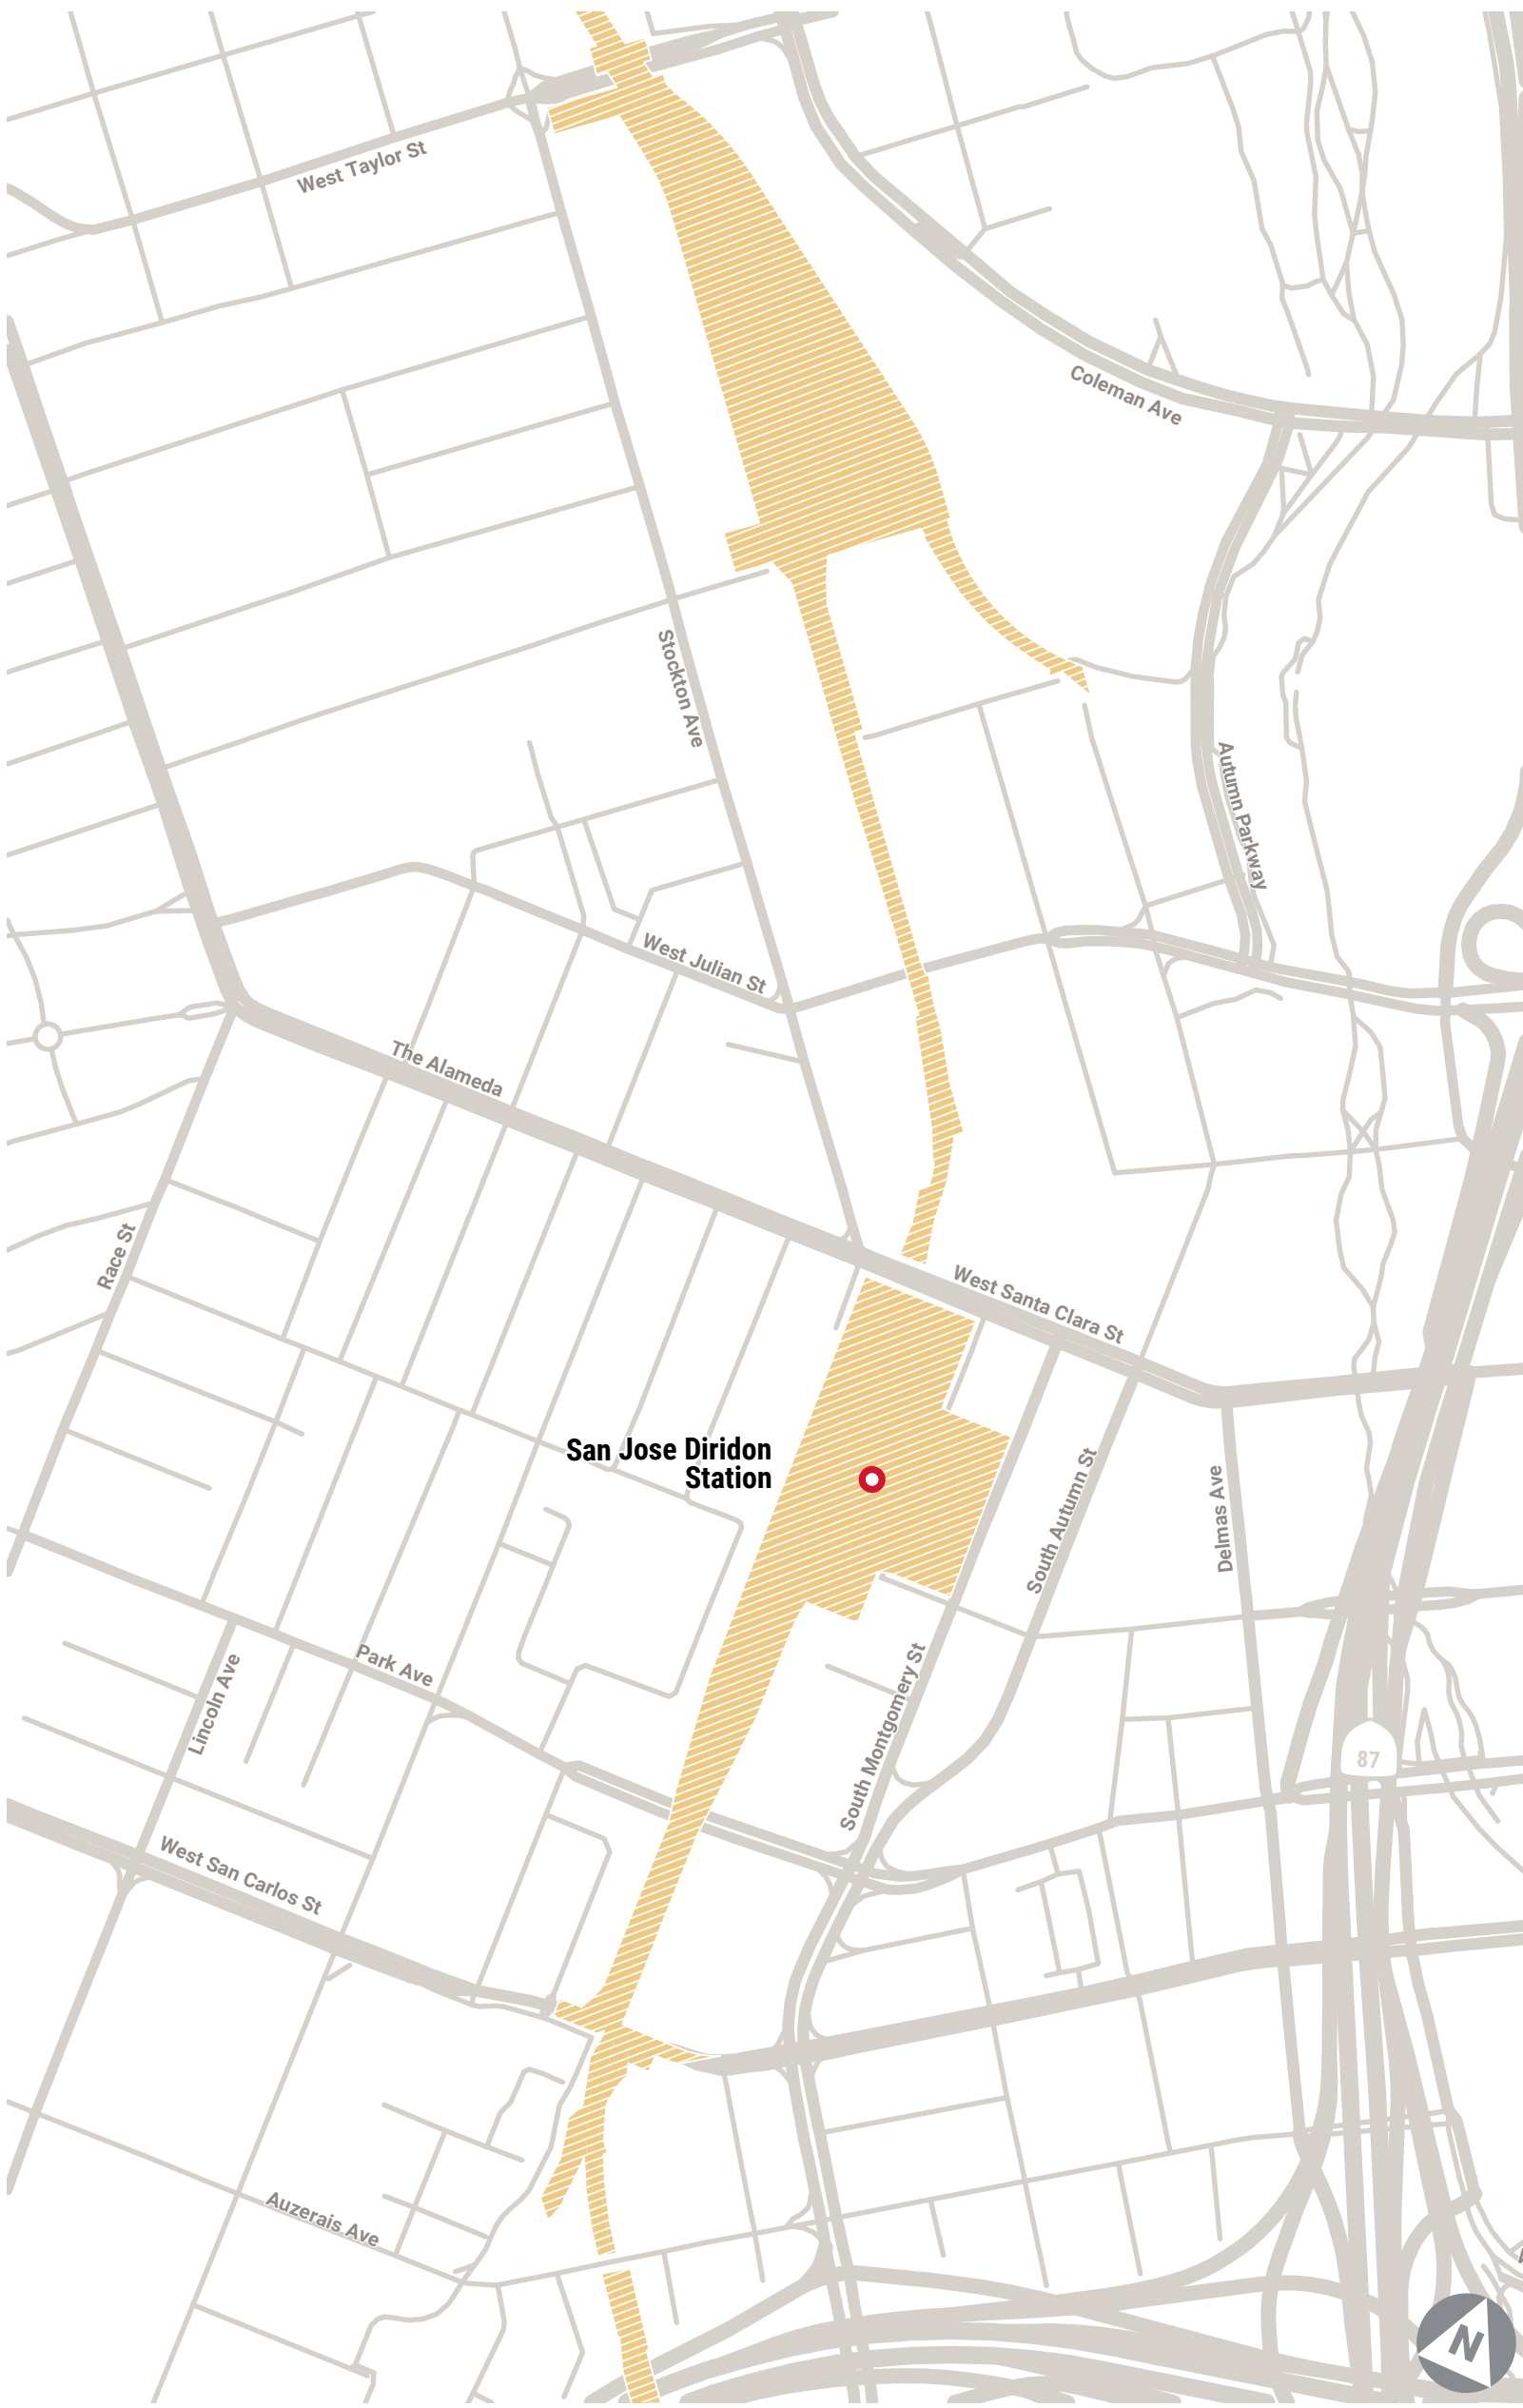 West Taylor St
Coleman Ave
Stockton Ave
Autumn Parkway
West Julian St
The Alameda
Race St
West Santa Clara St
San Jose Diridon
Station
South Autumn St
Delmas Ave
Park Ave
Lincoln Ave
South Montgomery St
87
West San Carlos St
Auzerais Ave
N